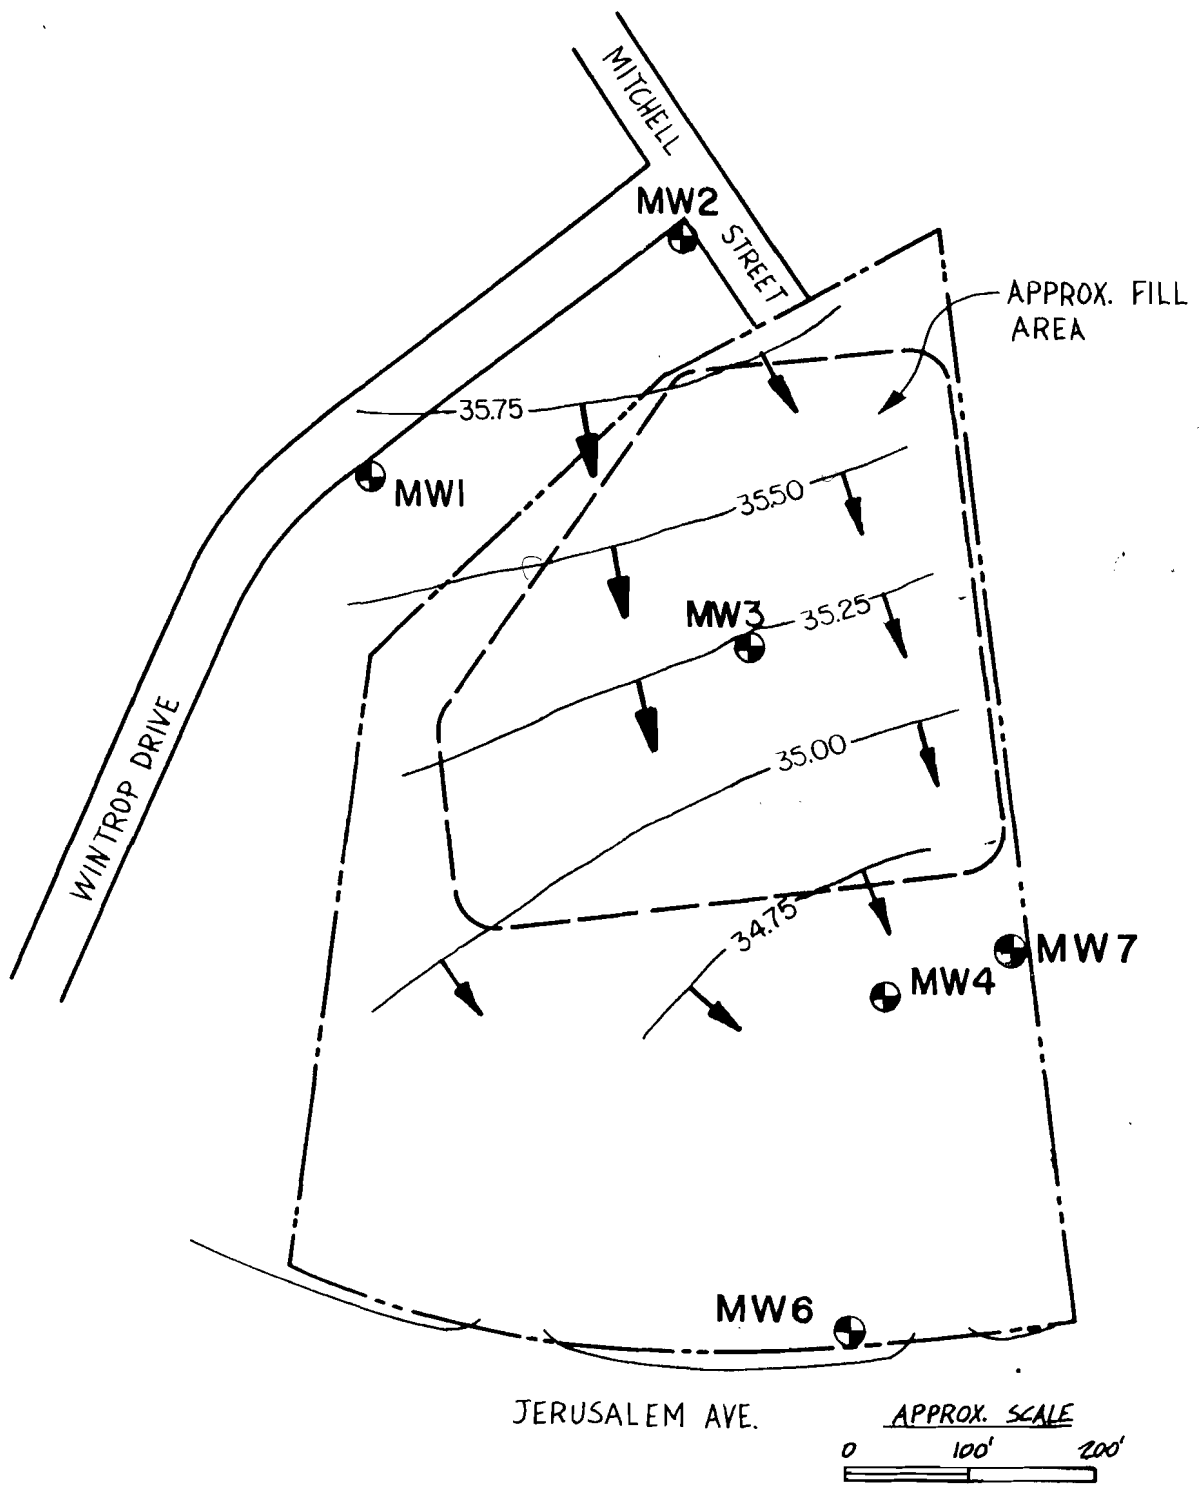 MITCHELL
STREET
MW2
APPROX. FILL
AREA
35.75
MW1
35.50
MW3
35.25
WINTROP DRIVE
35.00
34.75
MW7
MW4
MW6
JERUSALEM AVE.
APPROX. SCALE
0 100' 200'